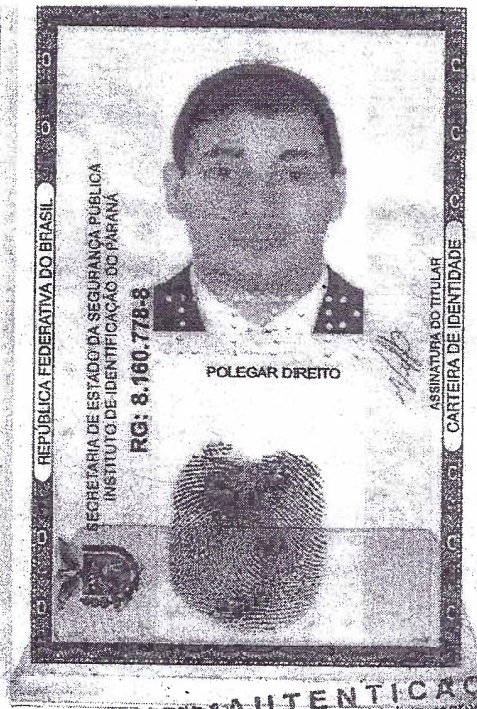 REPÚBLICA FEDERATIVA DO BRASIL
SECRETARIA DE ESTADO DA SEGURANÇA PÚBLICA
INSTITUTO DE IDENTIFICAÇÃO DO PARANÁ
RG: 8.160.778-8
POLEGAR DIREITO
ASSINATURA DO TITULAR
CARTEIRA DE IDENTIDADE
AUTENTICAÇ